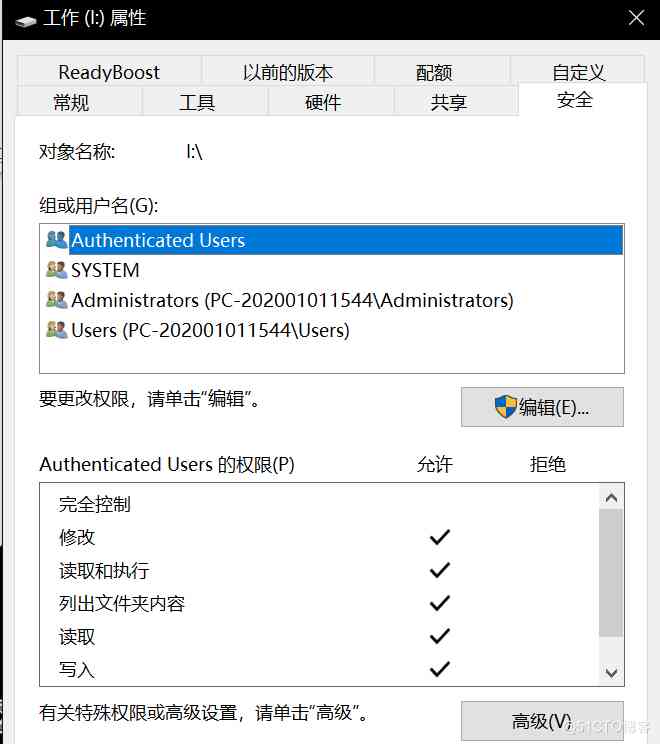 工作 (I:) 属性
ReadyBoost 以前的版本 配额 自定义
常规 工具 硬件 共享 安全
对象名称: I:\
组或用户名(G):
Authenticated Users
SYSTEM
Administrators (PC-202001011544\Administrators)
Users (PC-202001011544\Users)
要更改权限，请单击“编辑”。
编辑(E)...
Authenticated Users 的权限(P) 允许 拒绝
完全控制
修改
读取和执行
列出文件夹内容
读取
写入
有关特殊权限或高级设置，请单击“高级”。
高级(V)
@51CTO博客